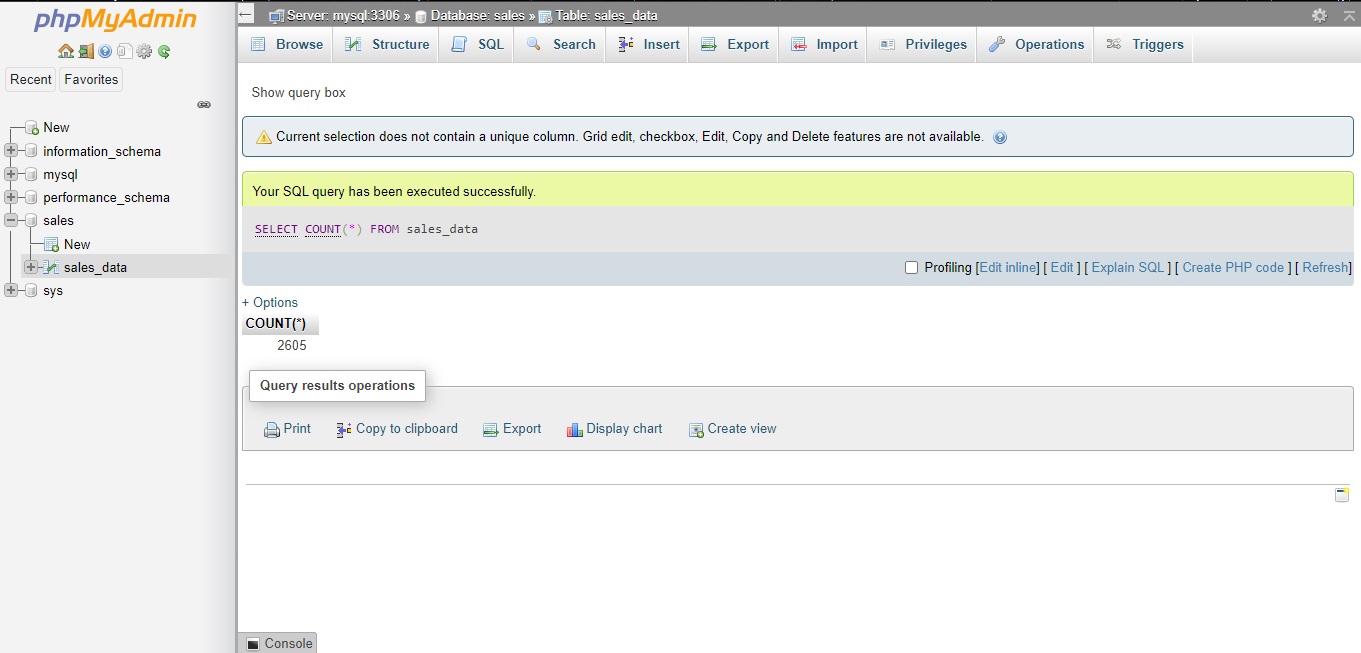 phpMyAdmin
Recent Favorites
New
information_schema
mysql
performance_schema
sales
New
sales_data
sys
Server: mysql:3306 » Database: sales » Table: sales_data
Browse Structure SQL Search Insert Export Import Privileges Operations Triggers
Show query box
Current selection does not contain a unique column. Grid edit, checkbox, Edit, Copy and Delete features are not available.
Your SQL query has been executed successfully.
SELECT COUNT(*) FROM sales_data
Profiling [Edit inline] [ Edit ] [ Explain SQL ] [ Create PHP code ] [ Refresh]
+ Options
COUNT(*)
2605
Query results operations
Print Copy to clipboard Export Display chart Create view
Console